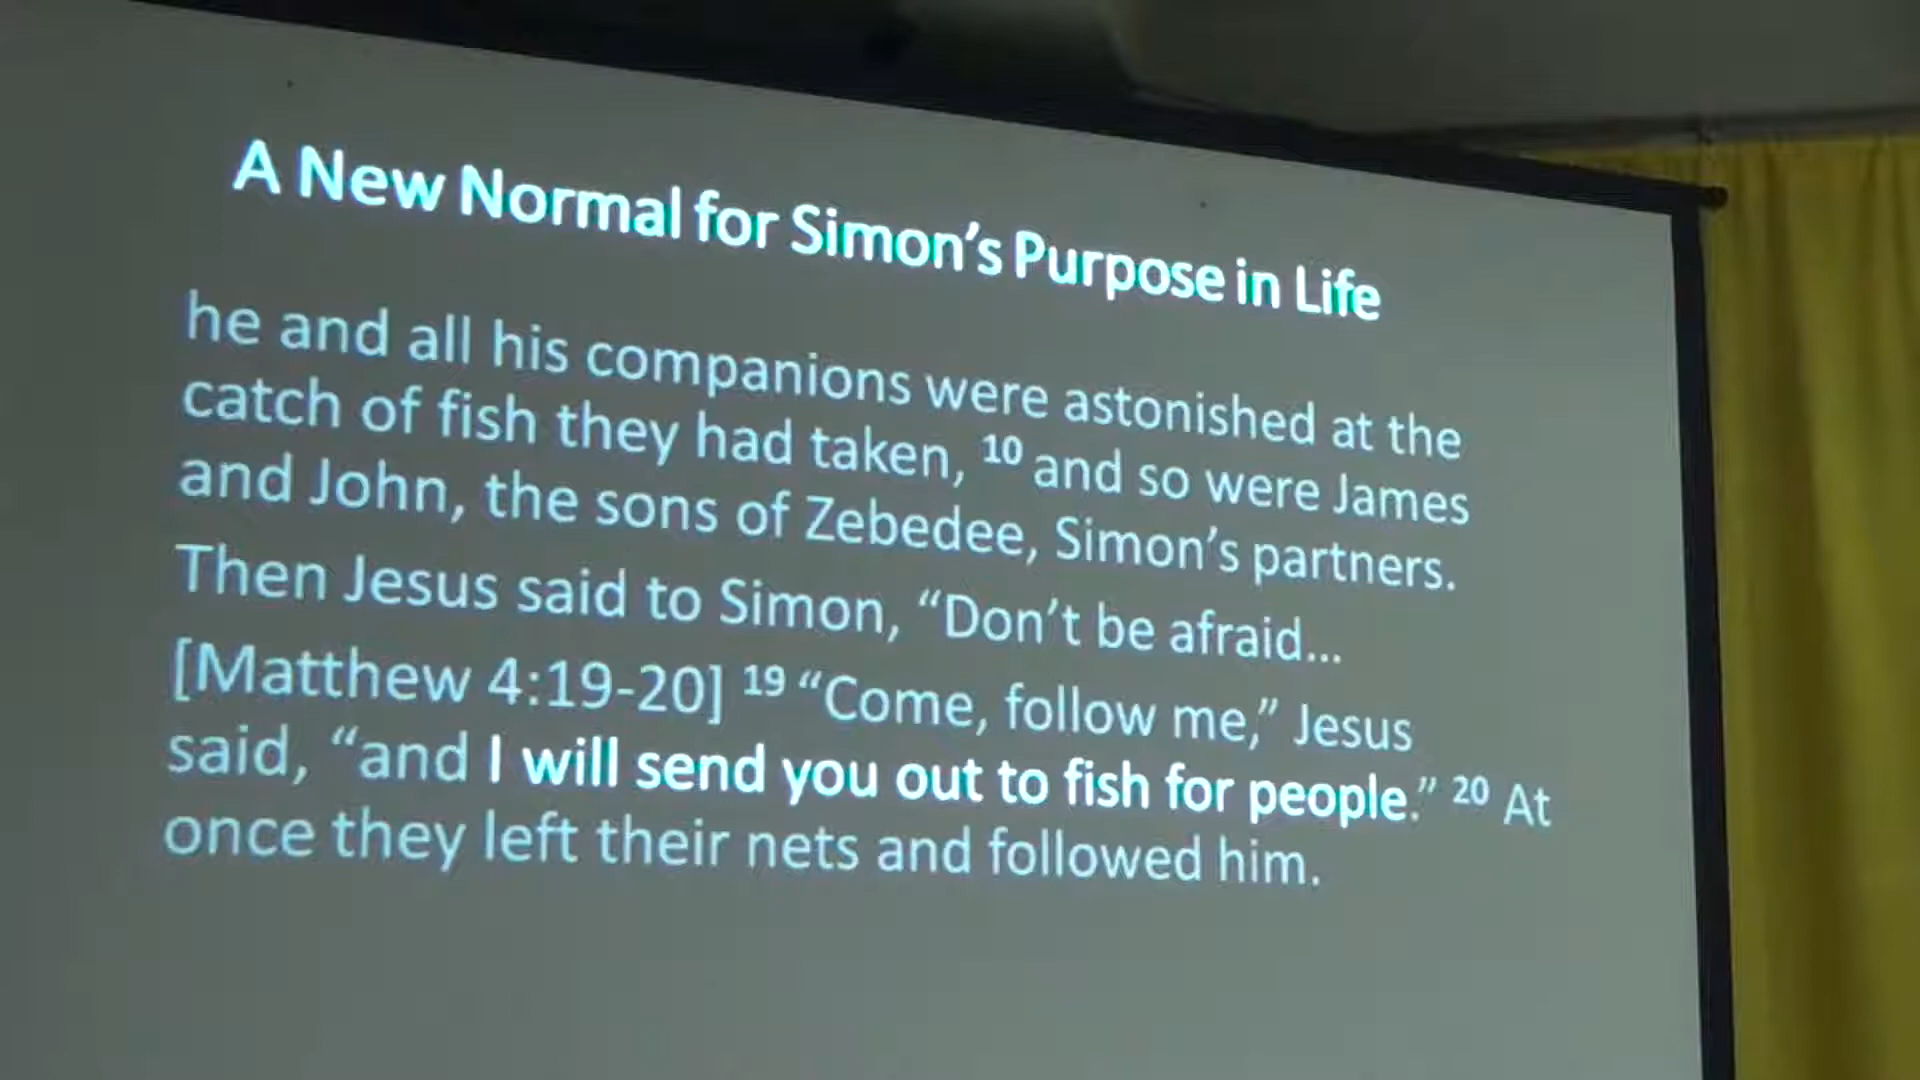 A New Normal for Simon’s Purpose in Life
he and all his companions were astonished at the
catch of fish they had taken, 10 and so were James
and John, the sons of Zebedee, Simon’s partners.
Then Jesus said to Simon, “Don’t be afraid...
[Matthew 4:19-20] 19 “Come, follow me,” Jesus
said, “and I will send you out to fish for people.” 20 At
once they left their nets and followed him.